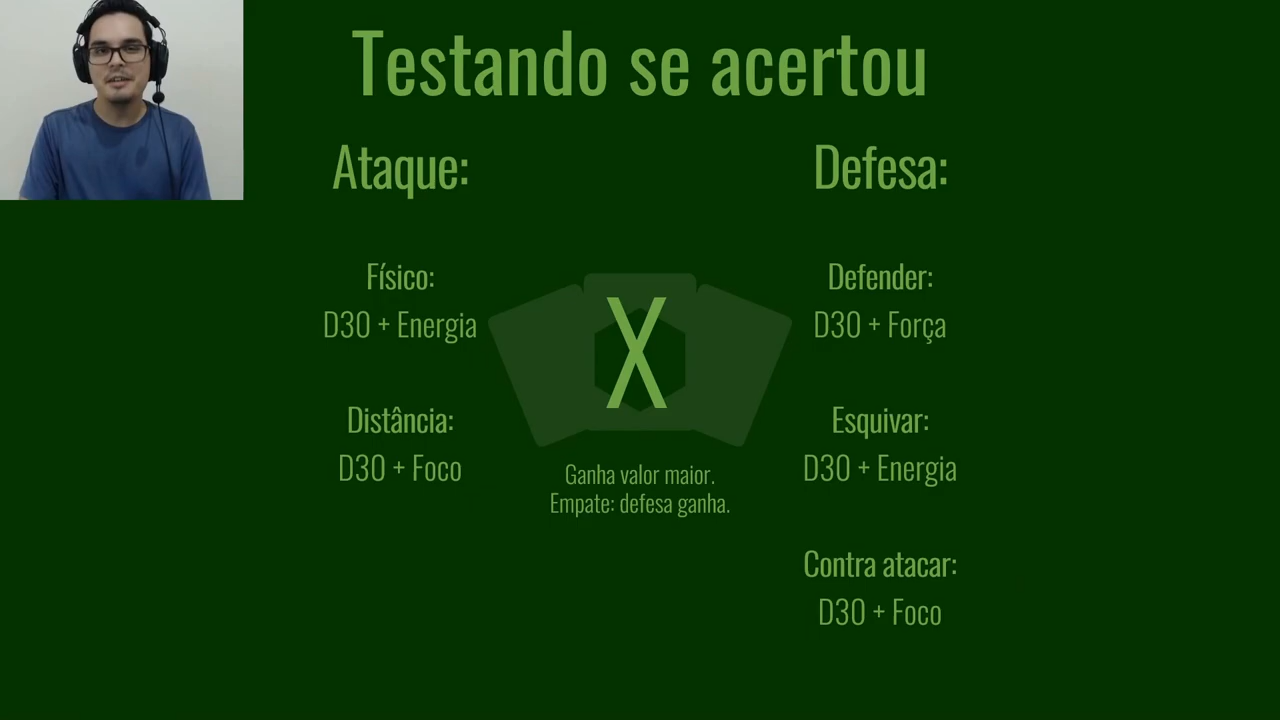 Testando se acertou
Ataque:
Físico:
D30 + Energia
Distância:
D30 + Foco
X
Ganha valor maior.
Empate: defesa ganha.
Defesa:
Defender:
D30 + Força
Esquivar:
D30 + Energia
Contra atacar:
D30 + Foco